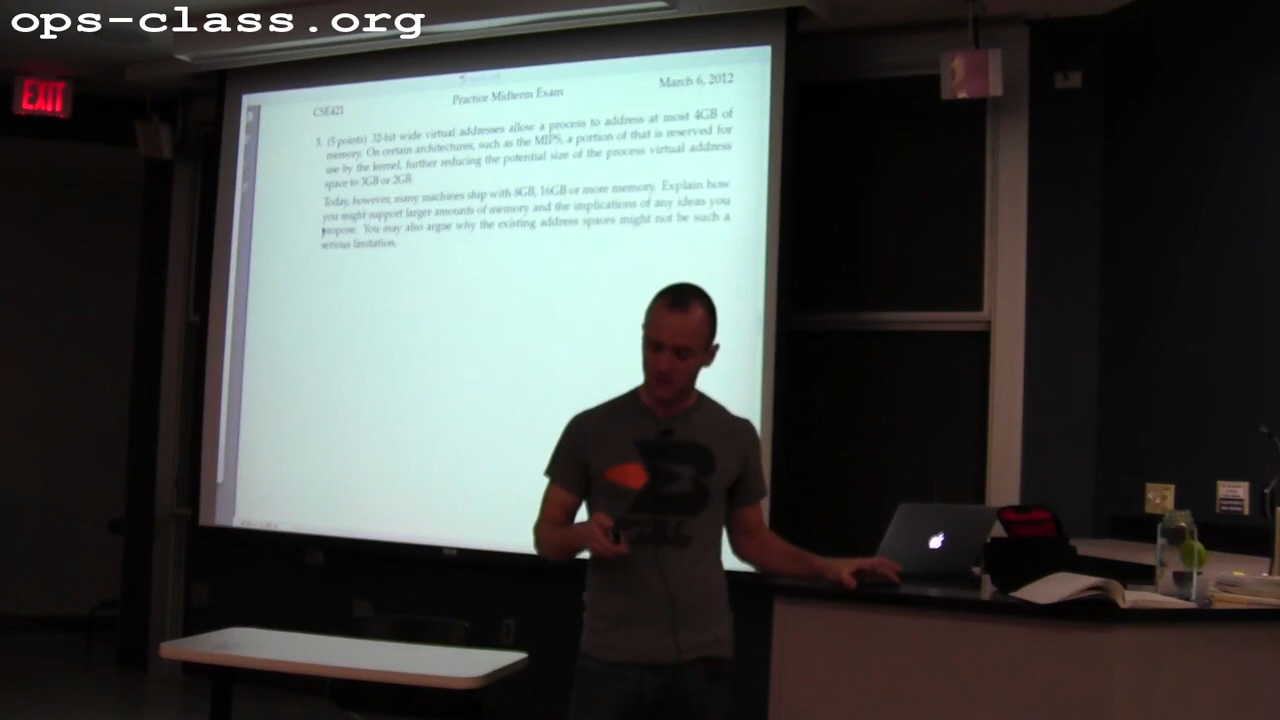 ops-class.org
EXIT
CSE421 Practice Midterm Exam March 6, 2012
5. (5 points) 32-bit wide virtual addresses allow a process to address at most 4GB of
memory. On certain architectures, such as the MIPS, a portion of that is reserved for
use by the kernel, further reducing the potential size of the process virtual address
space to 3GB or 2GB.
Today, however, many machines ship with 8GB, 16GB or more memory. Explain how
you might support larger amounts of memory and the implications of any ideas you
propose. You may also argue why the existing address spaces might not be such a
serious limitation.
B